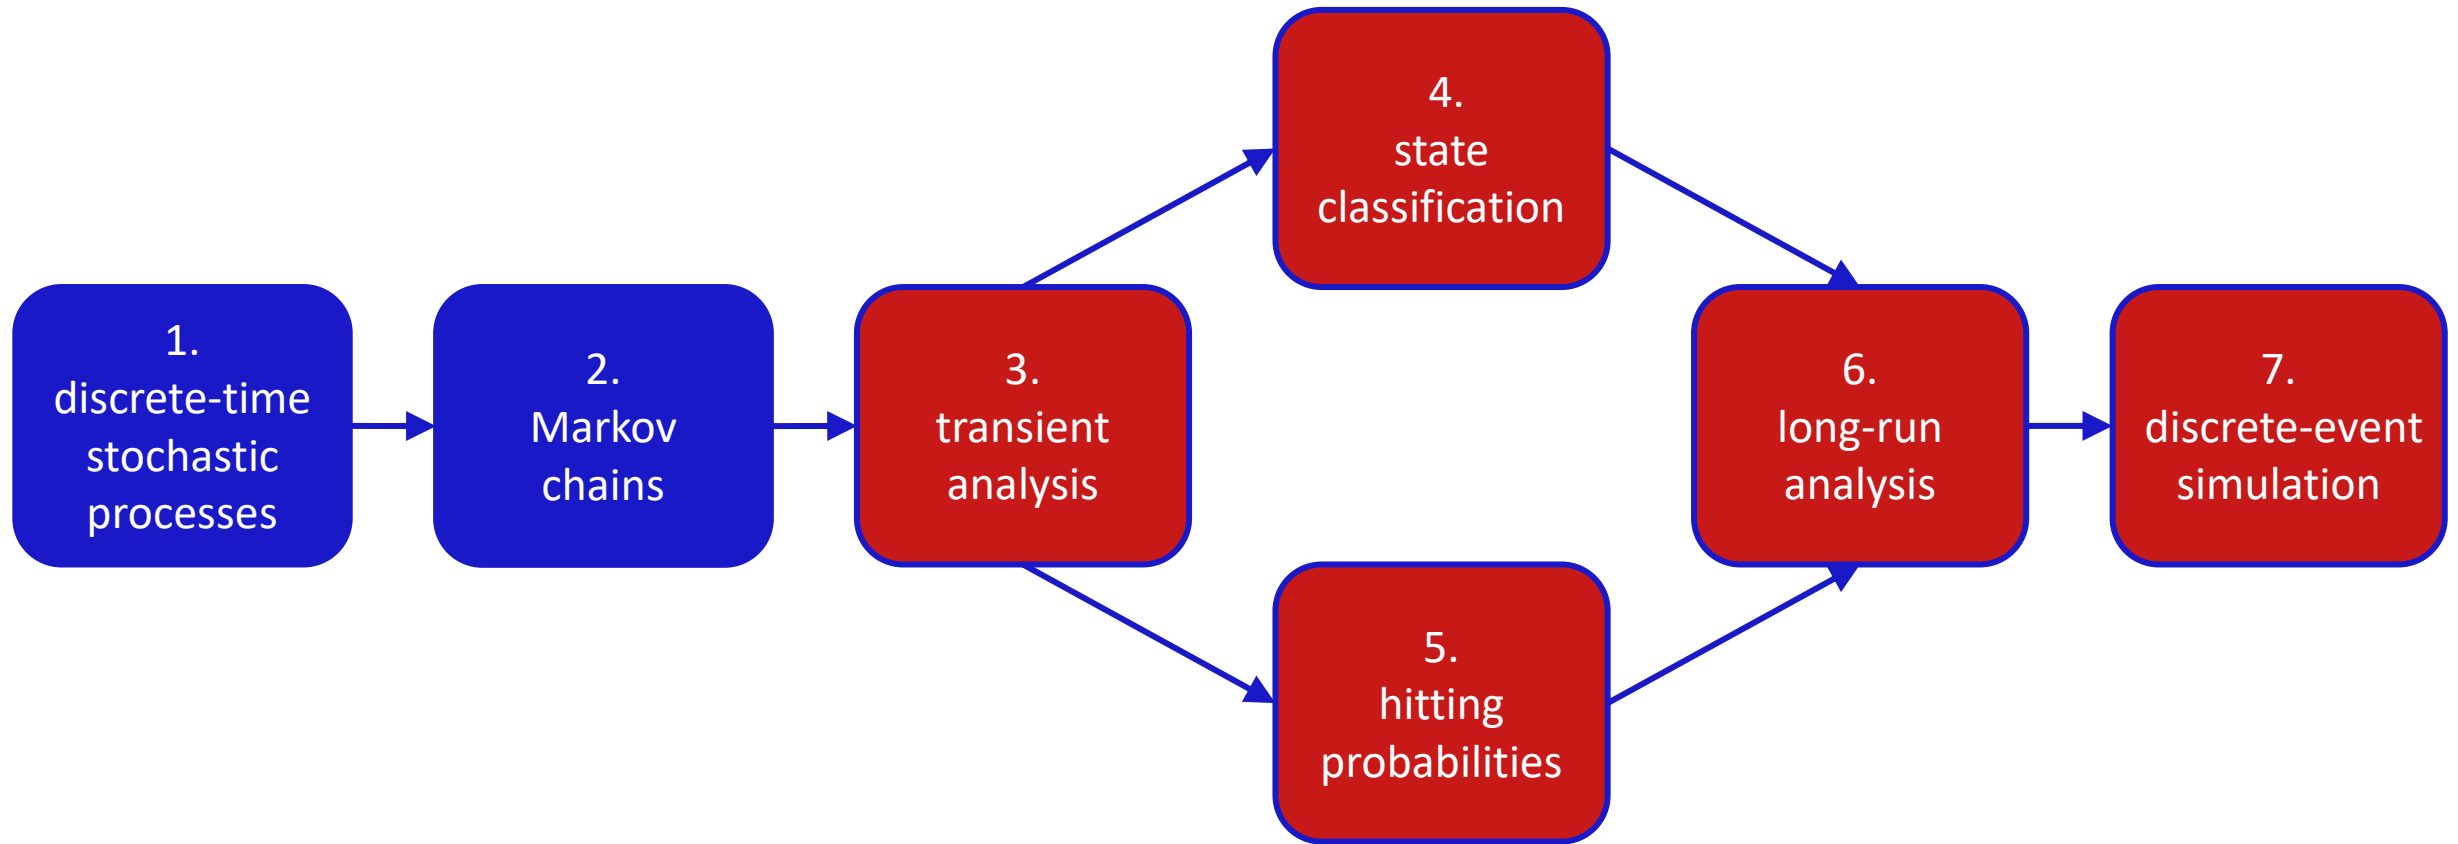 1.
discrete-time
stochastic
processes
2.
Markov
chains
3.
transient
analysis
4.
state
classification
5.
hitting
probabilities
6.
long-run
analysis
7.
discrete-event
simulation